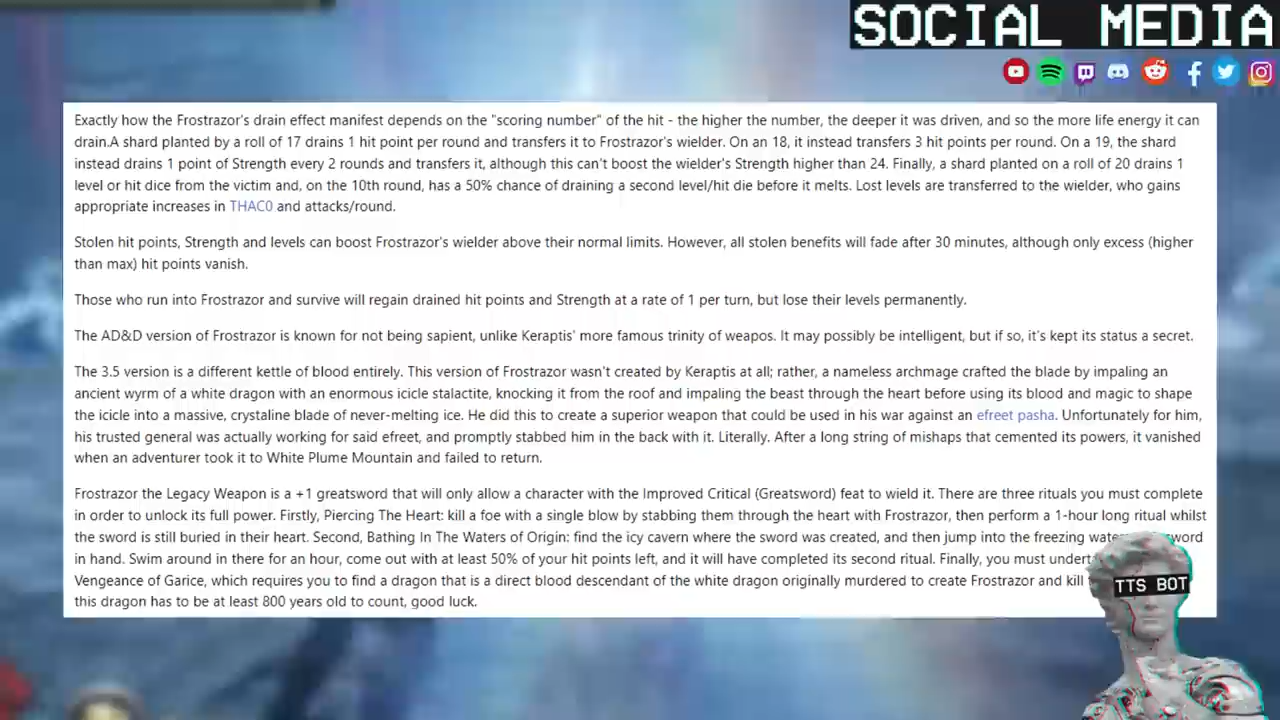 SOCIAL MEDIA
Exactly how the Frostrazor's drain effect manifest depends on the "scoring number" of the hit - the higher the number, the deeper it was driven, and so the more life energy it can
drain.A shard planted by a roll of 17 drains 1 hit point per round and transfers it to Frostrazor's wielder. On an 18, it instead transfers 3 hit points per round. On a 19, the shard
instead drains 1 point of Strength every 2 rounds and transfers it, although this can't boost the wielder's Strength higher than 24. Finally, a shard planted on a roll of 20 drains 1
level or hit dice from the victim and, on the 10th round, has a 50% chance of draining a second level/hit die before it melts. Lost levels are transferred to the wielder, who gains
appropriate increases in THAC0 and attacks/round.
Stolen hit points, Strength and levels can boost Frostrazor's wielder above their normal limits. However, all stolen benefits will fade after 30 minutes, although only excess (higher
than max) hit points vanish.
Those who run into Frostrazor and survive will regain drained hit points and Strength at a rate of 1 per turn, but lose their levels permanently.
The AD&D version of Frostrazor is known for not being sapient, unlike Keraptis' more famous trinity of weapos. It may possibly be intelligent, but if so, it's kept its status a secret.
The 3.5 version is a different kettle of blood entirely. This version of Frostrazor wasn't created by Keraptis at all; rather, a nameless archmage crafted the blade by impaling an
ancient wyrm of a white dragon with an enormous icicle stalactite, knocking it from the roof and impaling the beast through the heart before using its blood and magic to shape
the icicle into a massive, crystaline blade of never-melting ice. He did this to create a superior weapon that could be used in his war against an efreet pasha. Unfortunately for him,
his trusted general was actually working for said efreet, and promptly stabbed him in the back with it. Literally. After a long string of mishaps that cemented its powers, it vanished
when an adventurer took it to White Plume Mountain and failed to return.
Frostrazor the Legacy Weapon is a +1 greatsword that will only allow a character with the Improved Critical (Greatsword) feat to wield it. There are three rituals you must complete
in order to unlock its full power. Firstly, Piercing The Heart: kill a foe with a single blow by stabbing them through the heart with Frostrazor, then perform a 1-hour long ritual whilst
the sword is still buried in their heart. Second, Bathing In The Waters of Origin: find the icy cavern where the sword was created, and then jump into the freezing
in hand. Swim around in there for an hour, come out with at least 50% of your hit points left, and it will have completed its second ritual. Finally, you must
Vengeance of Garice, which requires you to find a dragon that is a direct blood descendant of the white dragon originally murdered to create Frostrazor and kill
this dragon has to be at least 800 years old to count, good luck.
TTS BOT